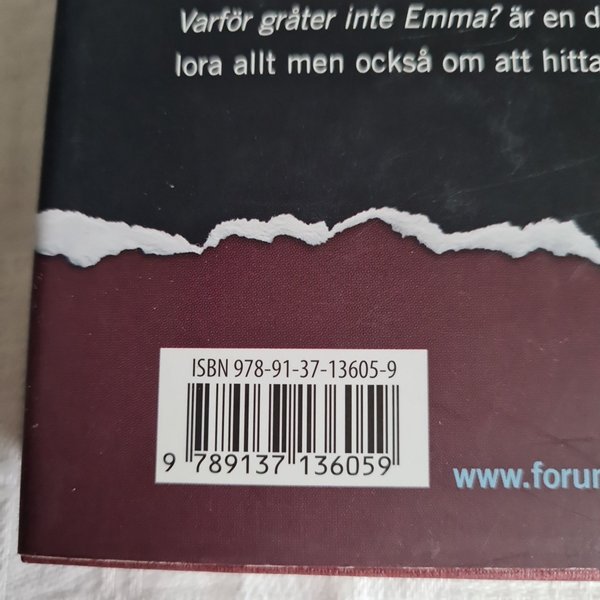 Varför gråter inte Emma? är en d
lora allt men också om att hitta
ISBN 978-91-37-13605-9
9 789137 136059
www.forum